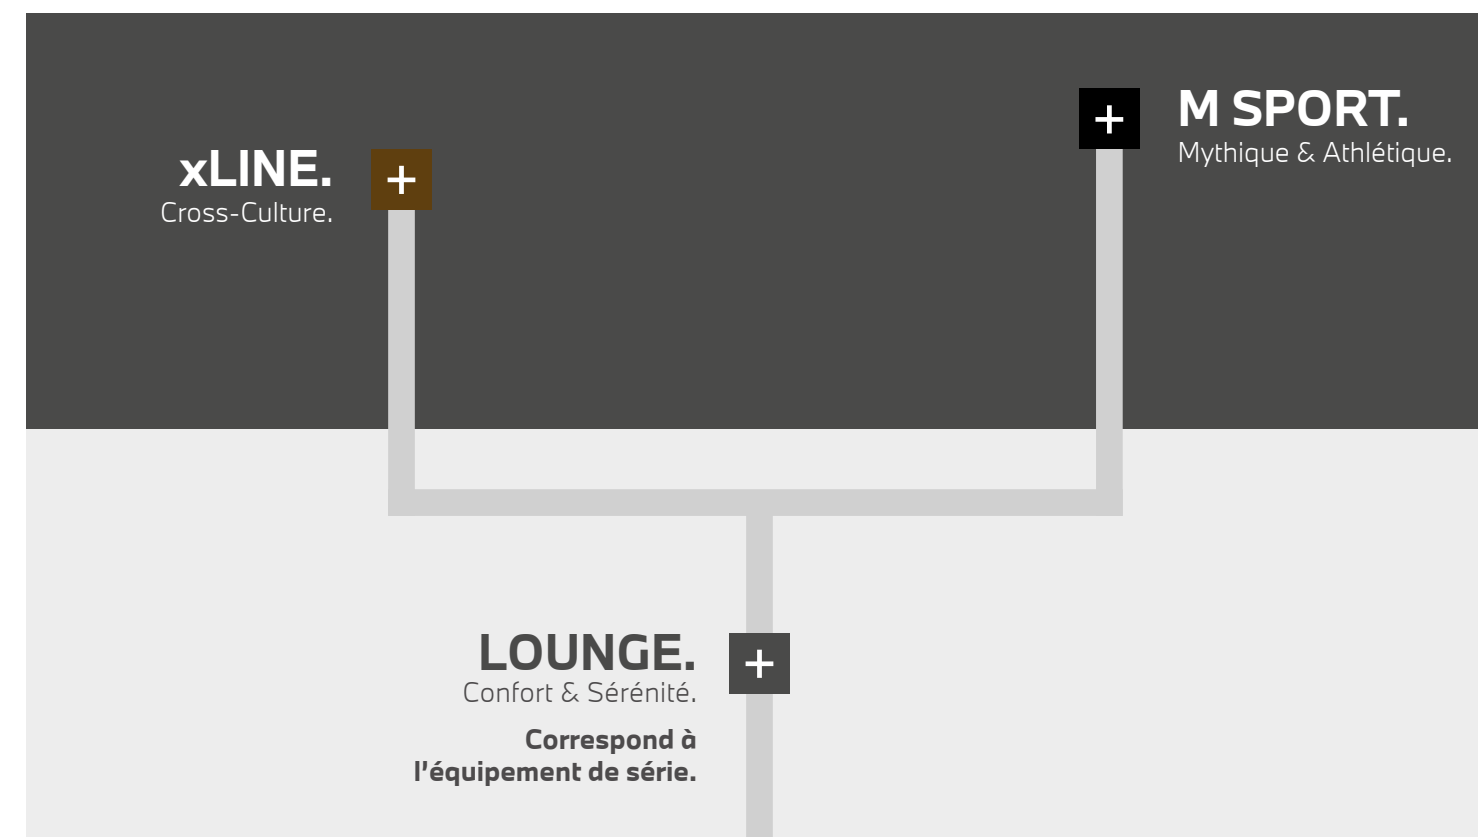 xLINE.
Cross-Culture.
M SPORT.
Mythique & Athlétique.
LOUNGE.
Confort & Sérénité.
Correspond à
l'équipement de série.